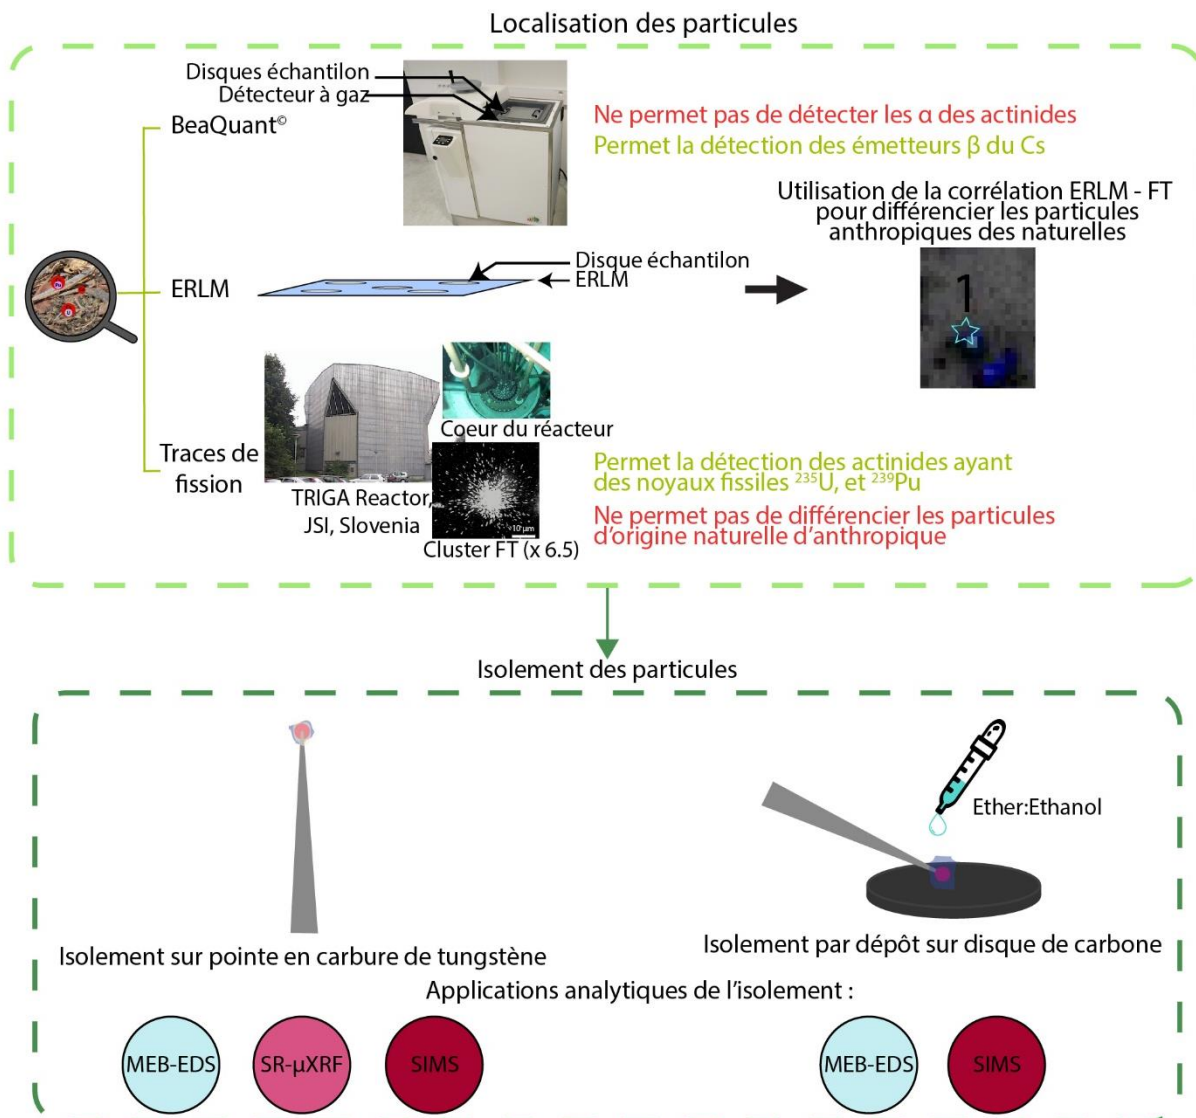 Localisation des particules
Disques échantilon
Détecteur à gaz
BeaQuant©
Ne permet pas de détecter les α des actinides
Permet la détection des émetteurs β du Cs
Utilisation de la corrélation ERLM - FT
pour différencier les particules
anthropiques des naturelles
1
ERLM
Disque échantilon
ERLM
Coeur du réacteur
Traces de
fission
TRIGA Reactor,
JSI, Slovenia
10 µm
Cluster FT (x 6.5)
Permet la détection des actinides ayant
des noyaux fissiles ²³⁵U, et ²³⁹Pu
Ne permet pas de différencier les particules
d'origine naturelle d'anthropique
Isolement des particules
Ether:Ethanol
Isolement sur pointe en carbure de tungstène
Isolement par dépôt sur disque de carbone
Applications analytiques de l'isolement :
MEB-EDS
SR-µXRF
SIMS
MEB-EDS
SIMS